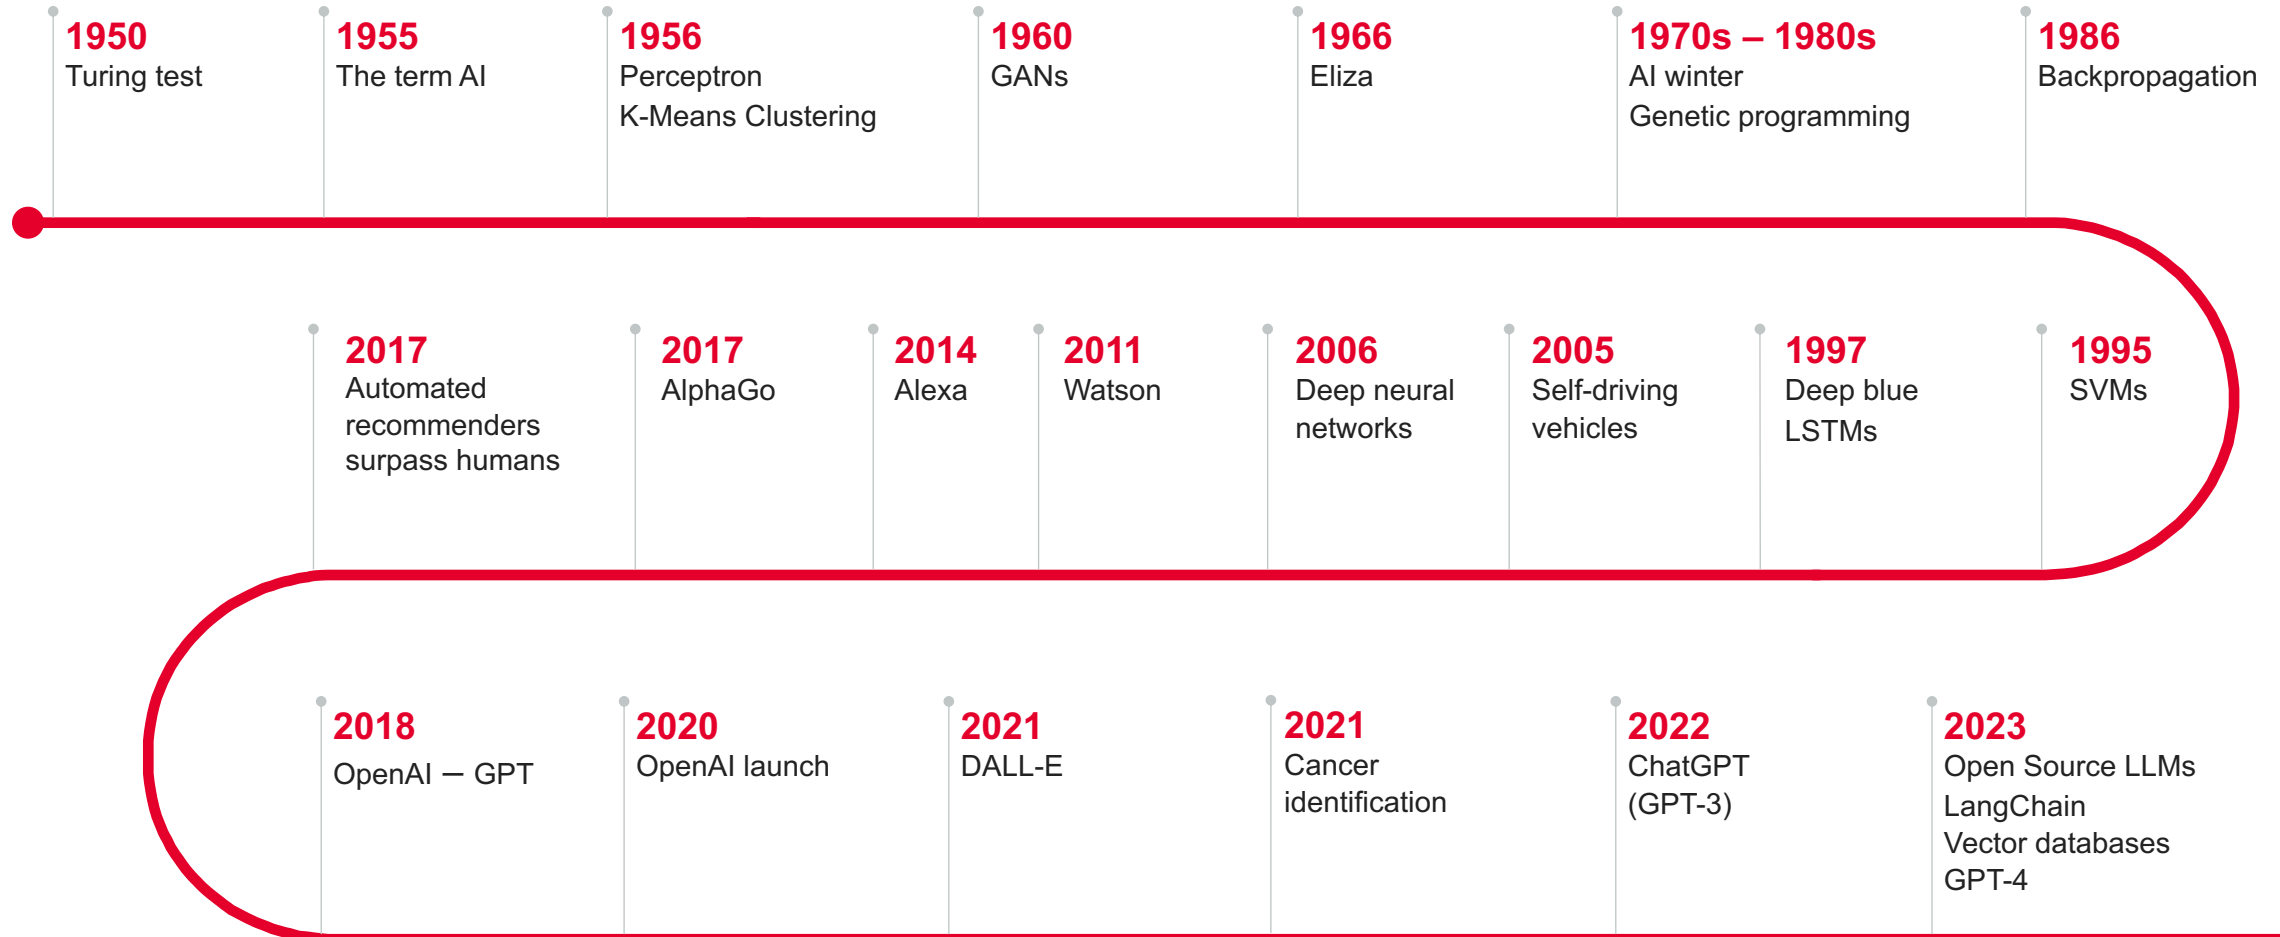 1950
Turing test
1955
The term AI
1956
Perceptron
K-Means Clustering
1960
GANs
1966
Eliza
1970s – 1980s
AI winter
Genetic programming
1986
Backpropagation
2017
Automated
recommenders
surpass humans
2017
AlphaGo
2014
Alexa
2011
Watson
2006
Deep neural
networks
2005
Self-driving
vehicles
1997
Deep blue
LSTMs
1995
SVMs
2018
OpenAI – GPT
2020
OpenAI launch
2021
DALL-E
2021
Cancer
identification
2022
ChatGPT
(GPT-3)
2023
Open Source LLMs
LangChain
Vector databases
GPT-4